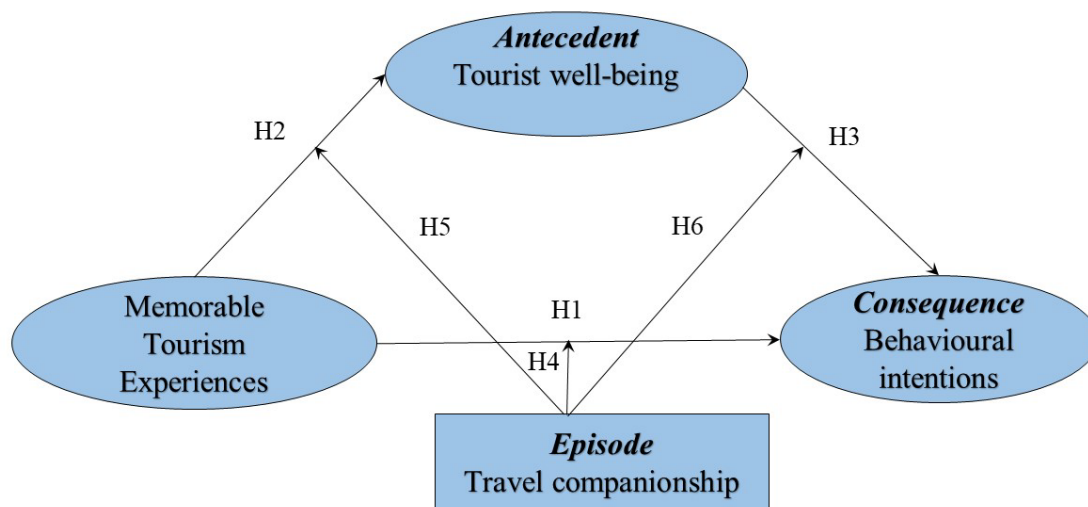 Antecedent
Tourist well-being
H2
H3
H5
H6
Memorable
Tourism
Experiences
H1
H4
Consequence
Behavioural
intentions
Episode
Travel companionship